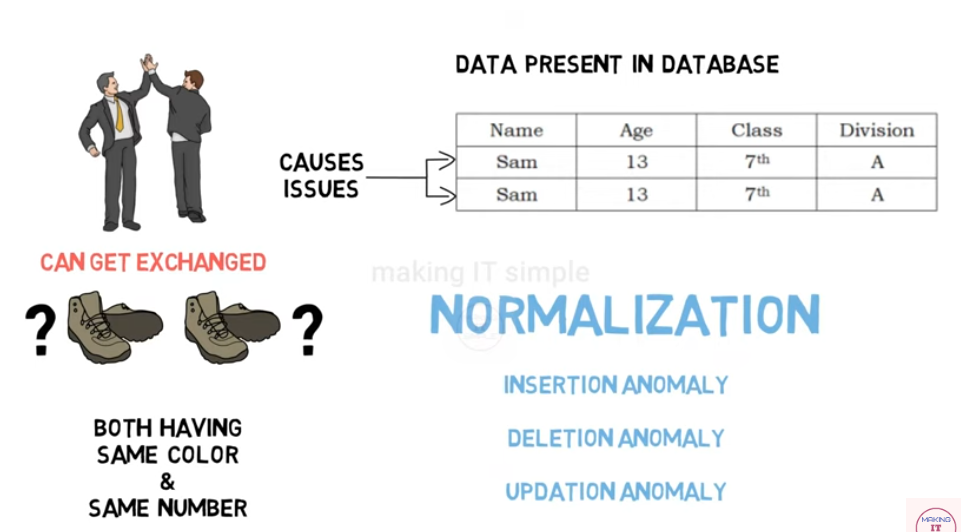 DATA PRESENT IN DATABASE
Name Age Class Division
Sam 13 7th A
Sam 13 7th A
CAUSES
ISSUES
CAN GET EXCHANGED
making IT simple
? ?
NORMALIZATION
INSERTION ANOMALY
DELETION ANOMALY
UPDATION ANOMALY
BOTH HAVING
SAME COLOR
&
SAME NUMBER
MAKING
IT